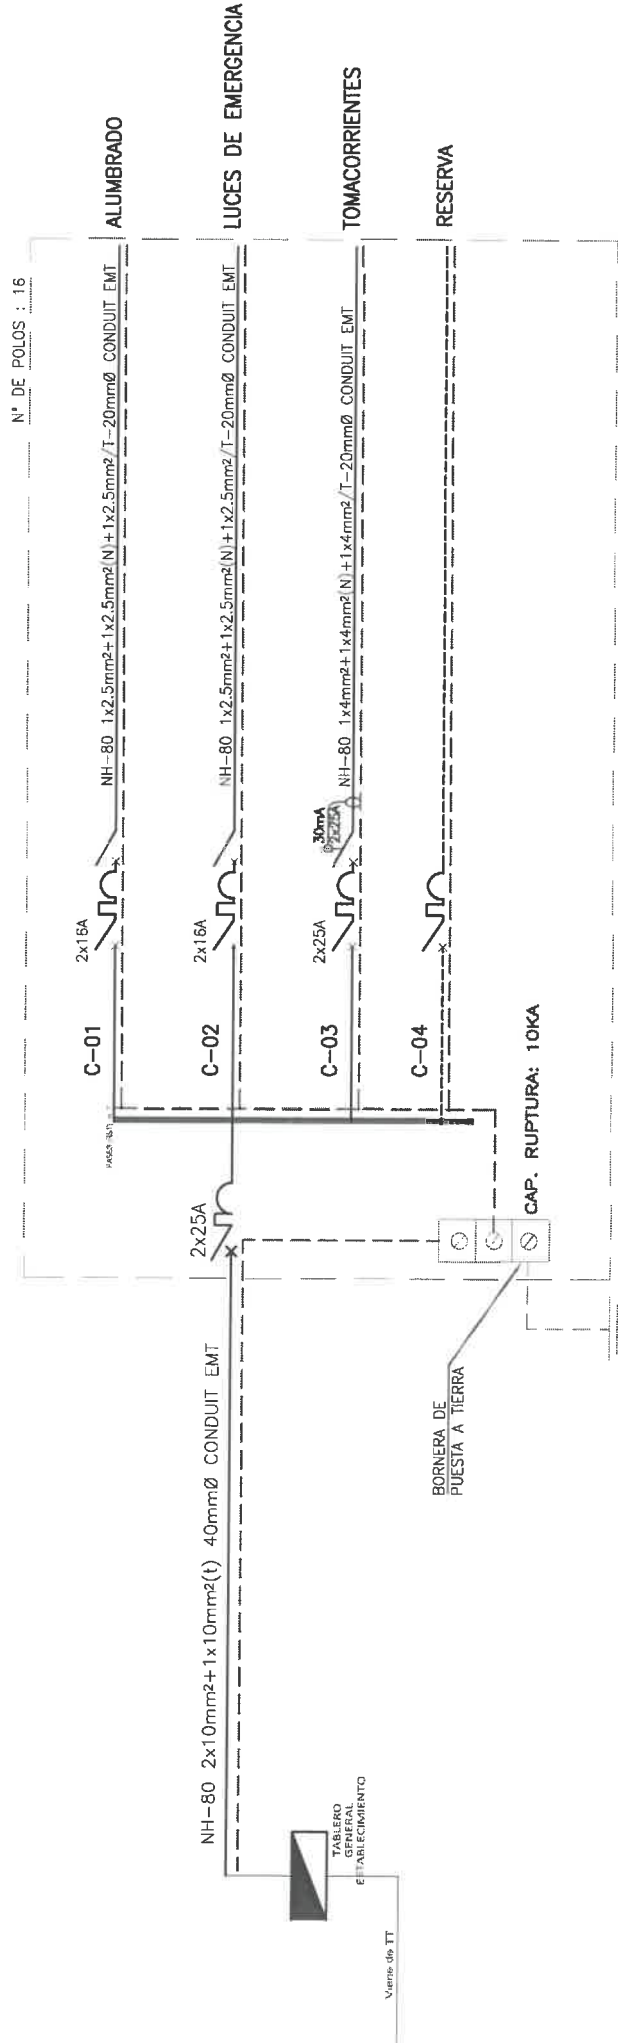 N° DE POLOS : 16
ALUMBRADO
NH-80 1x2.5mm²+1x2.5mm²(N)+1x2.5mm²/T-20mmØ CONDUIT EMT
2x16A
C-01
LUCES DE EMERGENCIA
NH-80 1x2.5mm²+1x2.5mm²(N)+1x2.5mm²/T-20mmØ CONDUIT EMT
2x16A
C-02
TOMACORRIENTES
NH-80 1x4mm²+1x4mm²(N)+1x4mm²/T-20mmØ CONDUIT EMT
30mA
2x25A
2x25A
C-03
RESERVA
C-04
2x25A
CAP. RUPTURA: 10KA
BORNERA DE
PUESTA A TIERRA
NH-80 2x10mm²+1x10mm²(t) 40mmØ CONDUIT EMT
TABLERO
GENERAL
ESTABLECIMIENTO
Viene de TT